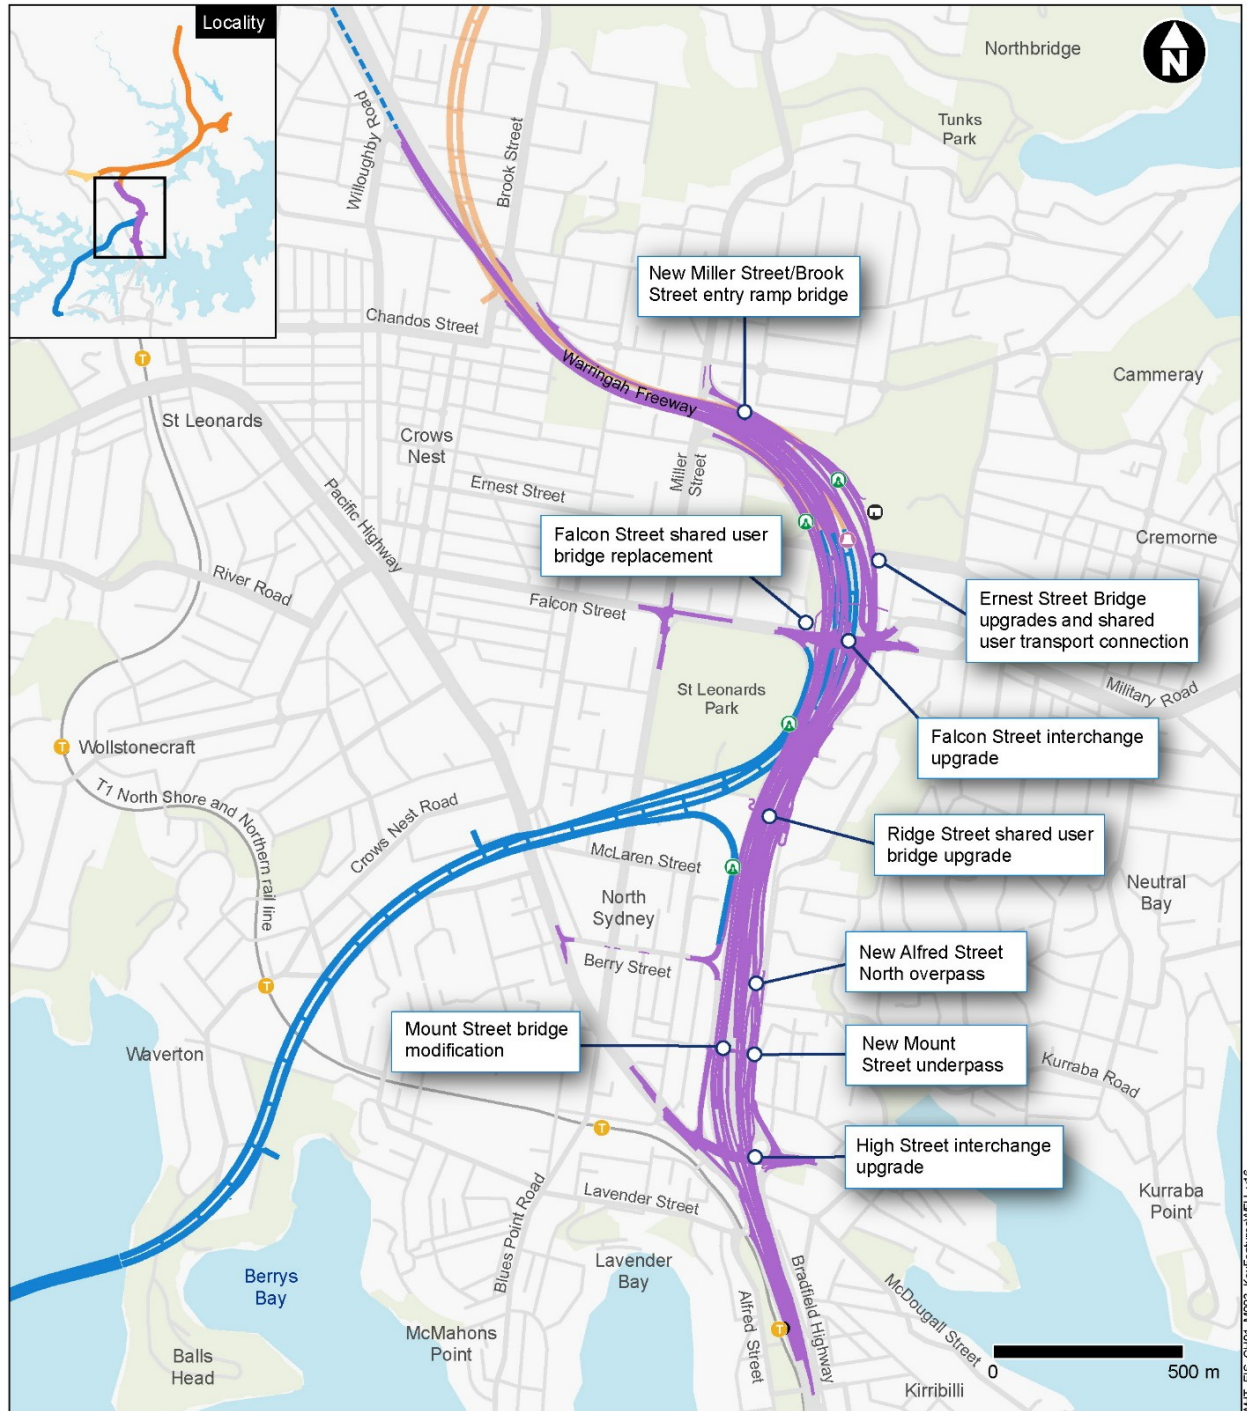 Locality
N
Northbridge
Tunks
Park
Willoughby Road
Brook Street
New Miller Street/Brook
Street entry ramp bridge
Chandos Street
Warringah Freeway
Cammeray
St Leonards
Crows
Nest
Miller
Street
Ernest Street
Pacific Highway
Falcon Street shared user
bridge replacement
Cremorne
River Road
Falcon Street
Ernest Street Bridge
upgrades and shared
user transport connection
St Leonards
Park
Military Road
Falcon Street interchange
upgrade
Wollstonecraft
T1 North Shore and Northern rail line
Crows Nest Road
McLaren Street
Ridge Street shared user
bridge upgrade
Neutral
Bay
North
Sydney
Berry Street
New Alfred Street
North overpass
Mount Street bridge
modification
New Mount
Street underpass
Waverton
Kurraba Road
High Street interchange
upgrade
Lavender Street
Kurraba
Point
Blues Point Road
Lavender
Bay
Berrys
Bay
Bradfield Highway
McDougall Street
Alfred Street
McMahons
Point
Balls
Head
Kirribilli
0 500 m
T
T
T
T
T